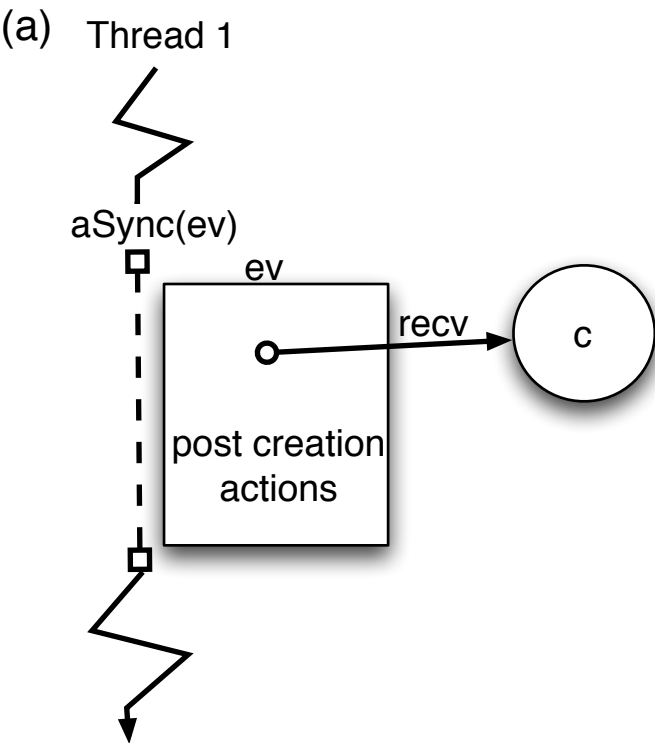 (a) Thread 1
aSync(ev)
ev
recv
c
post creation
actions